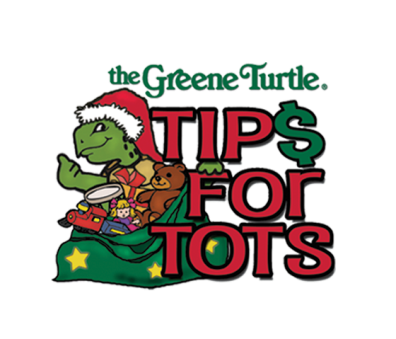 the Greene Turtle®
TIP$
For
TOTS